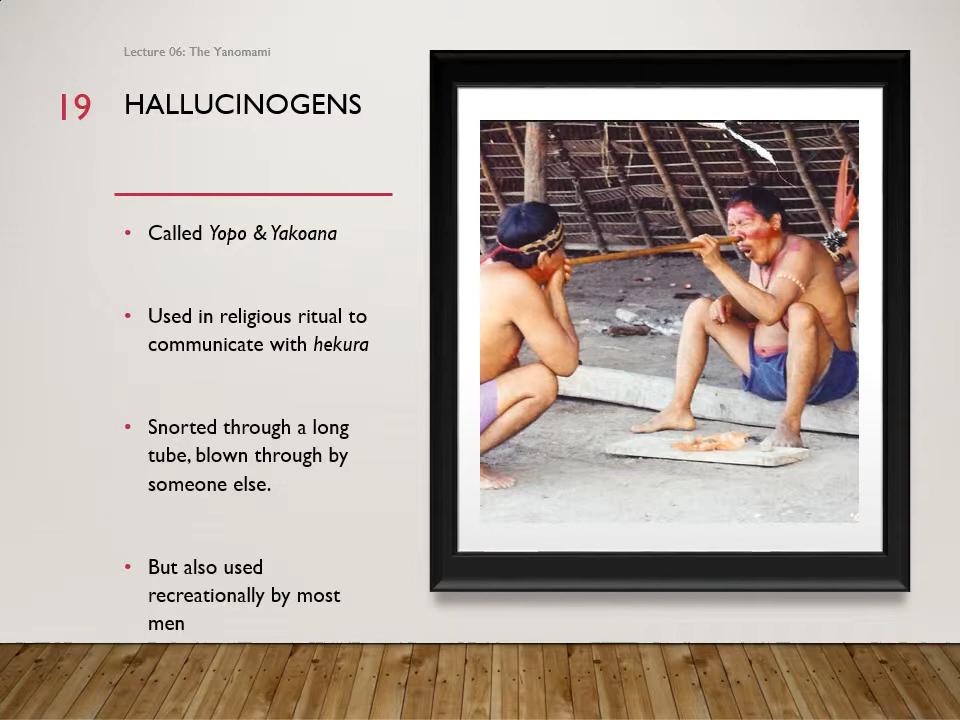 Lecture 06: The Yanomami
19 HALLUCINOGENS
• Called Yopo & Yakoana
• Used in religious ritual to
communicate with hekura
• Snorted through a long
tube, blown through by
someone else.
• But also used
recreationally by most
men